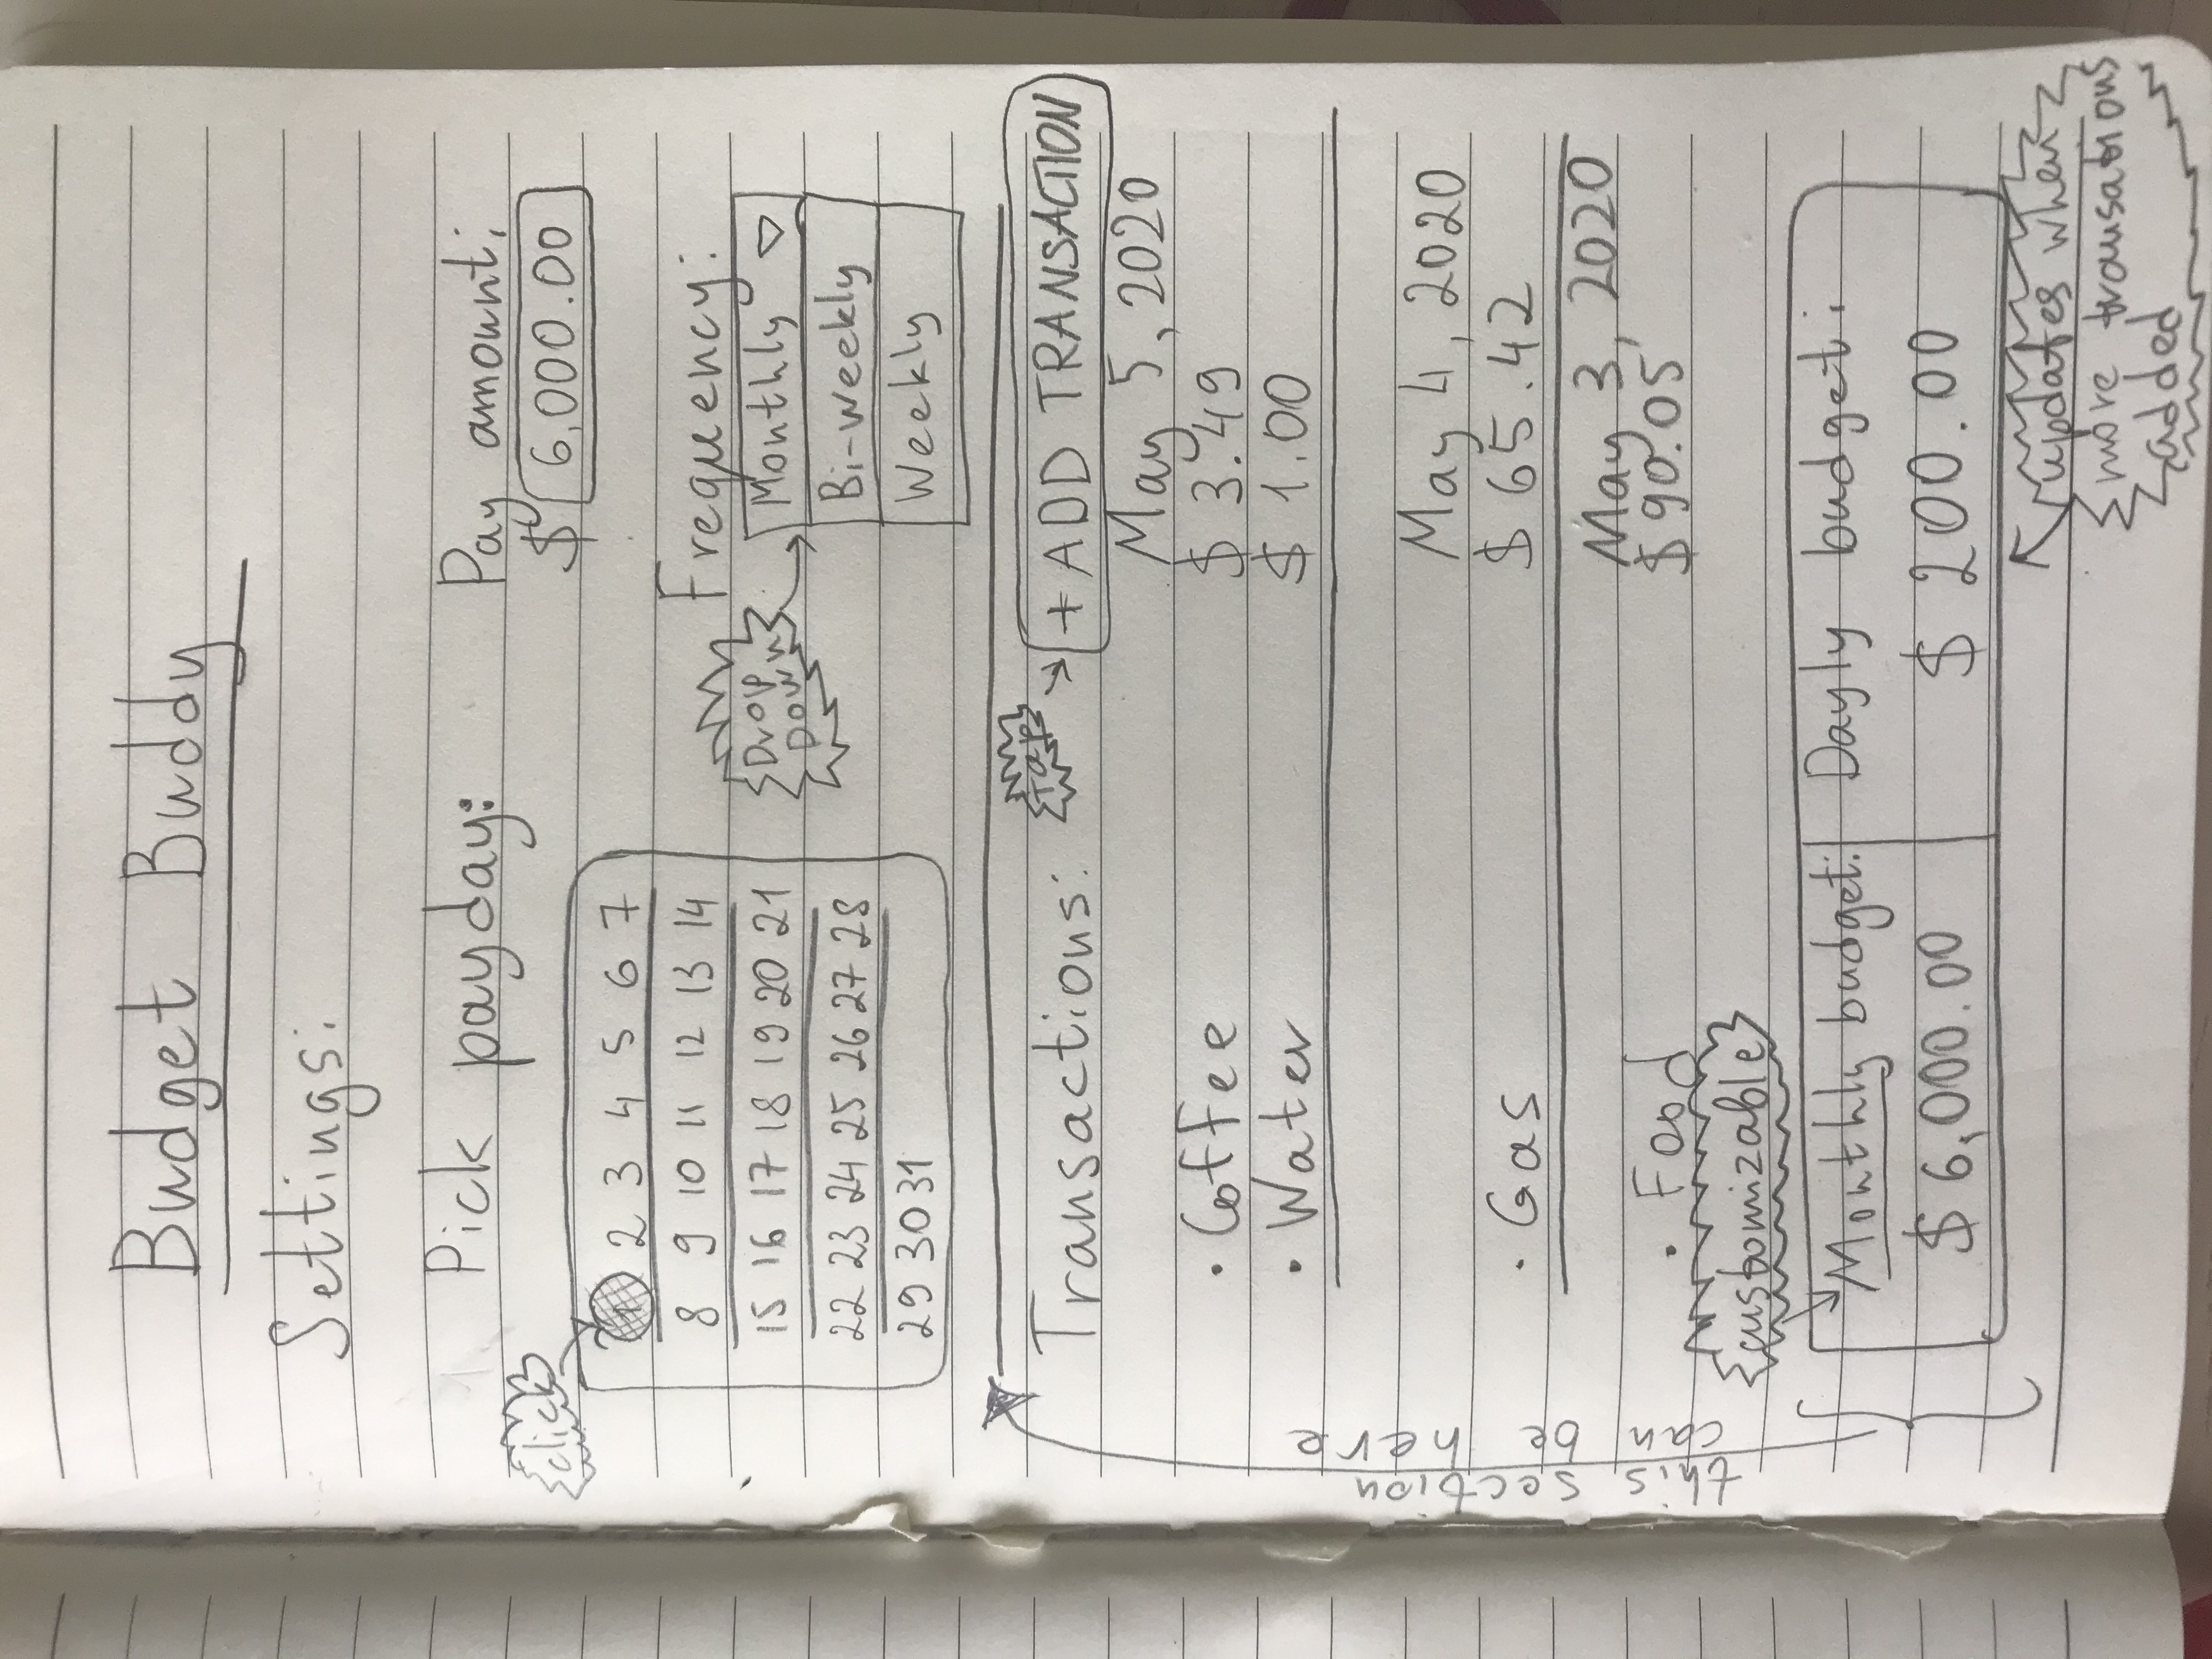 Budget Buddy
Settings:
Pick payday:
Pay amount:
$ 6,000.00
click
1 2 3 4 5 6 7
8 9 10 11 12 13 14
15 16 17 18 19 20 21
22 23 24 25 26 27 28
29 30 31
Frequency:
Drop
Down
Monthly
Bi-weekly
Weekly
Transactions:
tap
+ ADD TRANSACTION
May 5, 2020
· Coffee $ 3.49
· Water $ 1.00
May 4, 2020
· Gas $ 65.42
May 3, 2020
· Food $90.05
this section
can be here
customizable
Monthly budget:
$ 6,000.00
Dayly budget:
$ 200.00
updates when
more transations
added